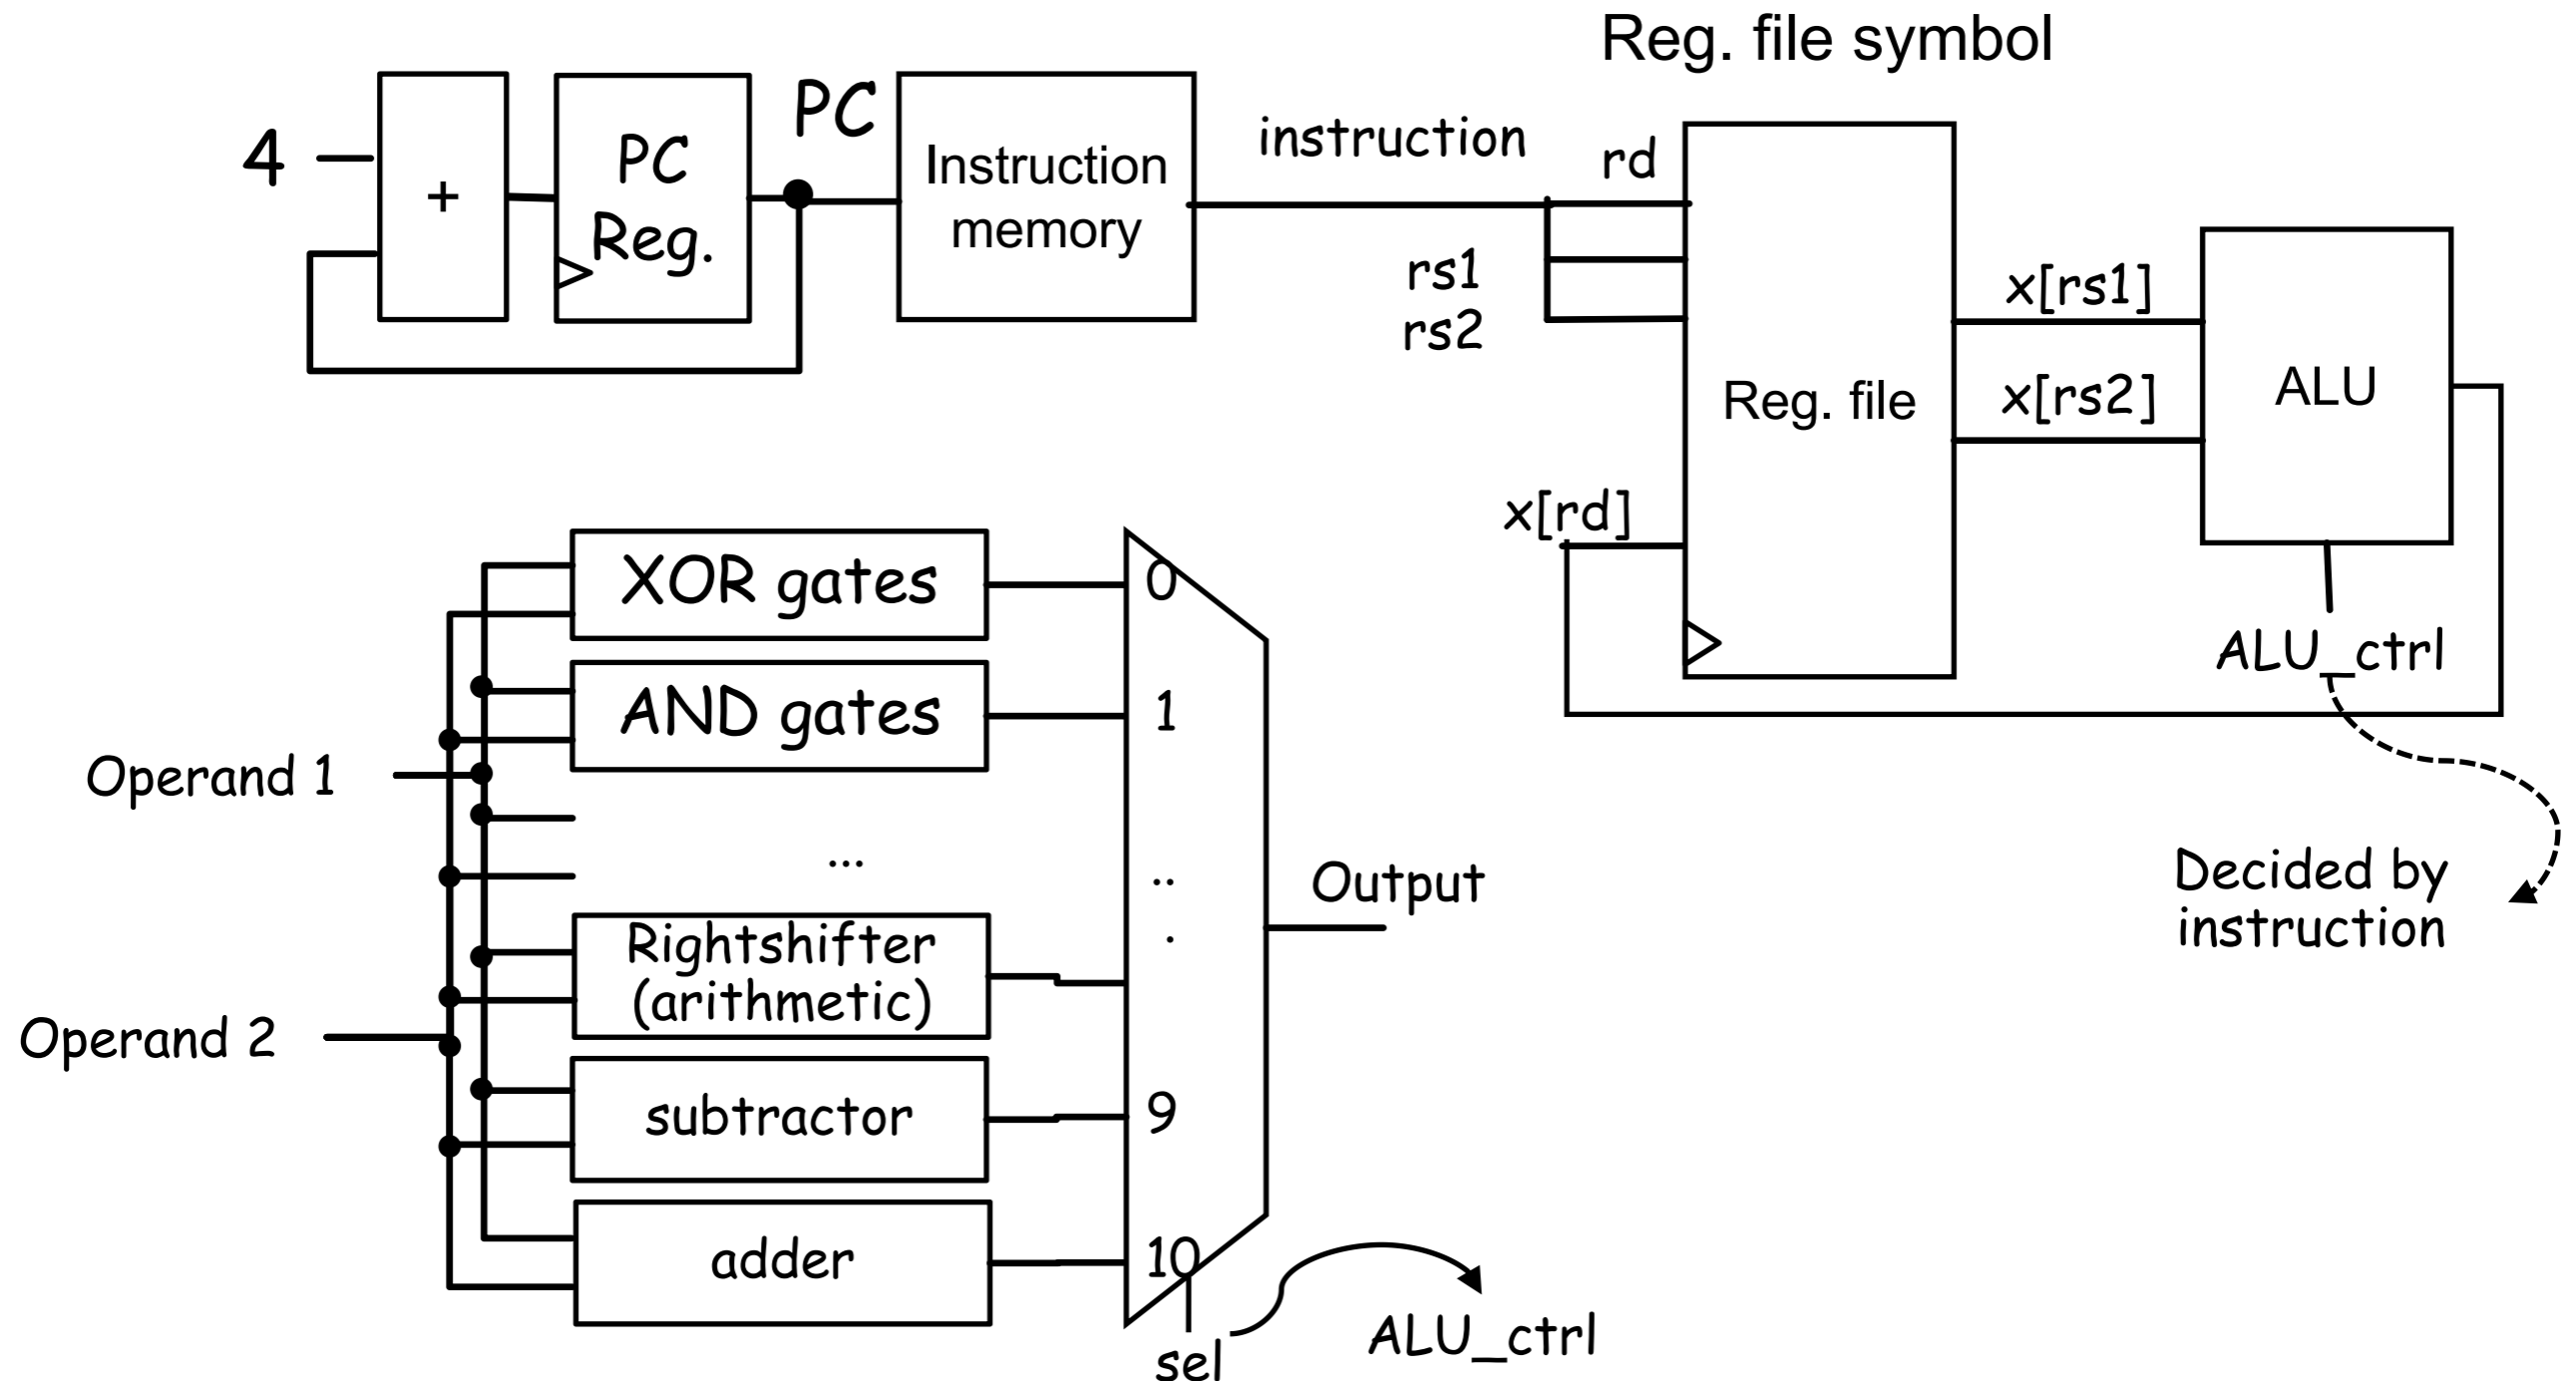 Reg. file symbol
4
+
PC
Reg.
PC
Instruction
memory
instruction
rd
rs1
rs2
Reg. file
x[rd]
x[rs1]
x[rs2]
ALU
ALU_ctrl
Decided by
instruction
Operand 1
Operand 2
XOR gates
AND gates
...
Rightshifter
(arithmetic)
subtractor
adder
0
1
..
.
9
10
Output
sel
ALU_ctrl